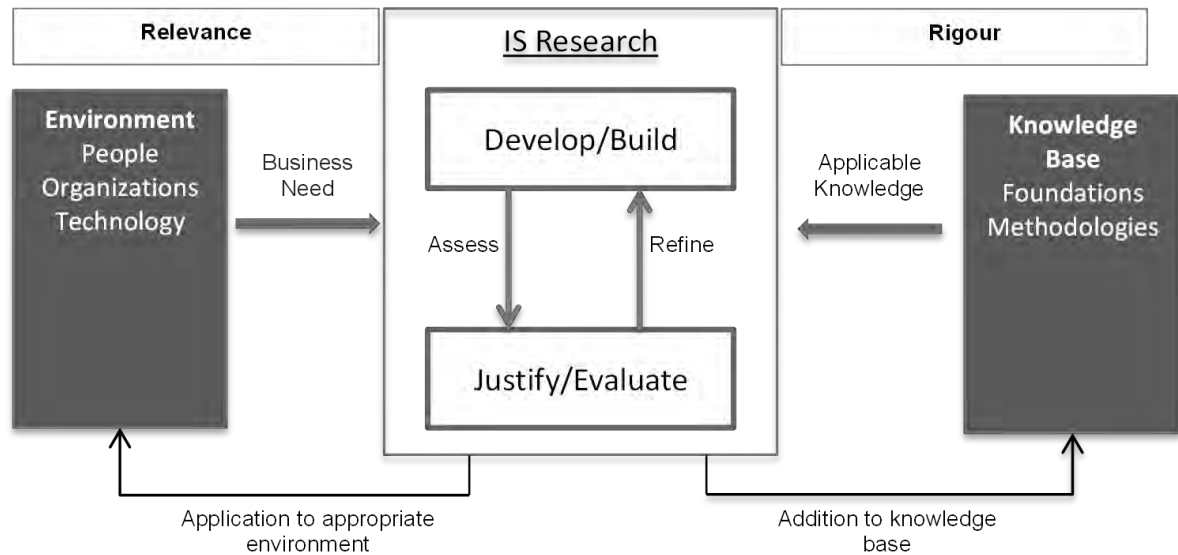 Relevance
IS Research
Rigour
Environment
People
Organizations
Technology
Business
Need
Develop/Build
Assess
Refine
Justify/Evaluate
Applicable
Knowledge
Knowledge
Base
Foundations
Methodologies
Application to appropriate
environment
Addition to knowledge
base